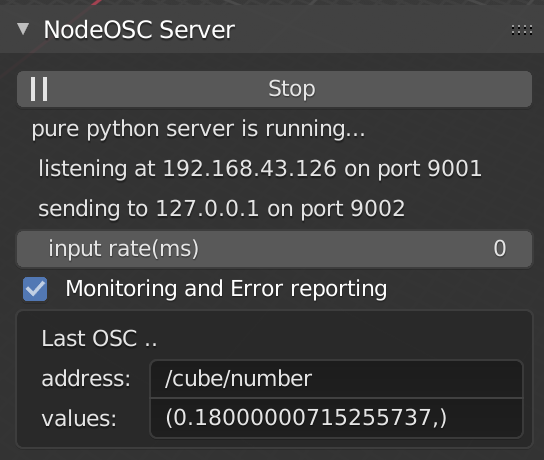 NodeOSC Server
Stop
pure python server is running...
listening at 192.168.43.126 on port 9001
sending to 127.0.0.1 on port 9002
input rate(ms) 0
Monitoring and Error reporting
Last OSC ..
address: /cube/number
values: (0.18000000715255737,)